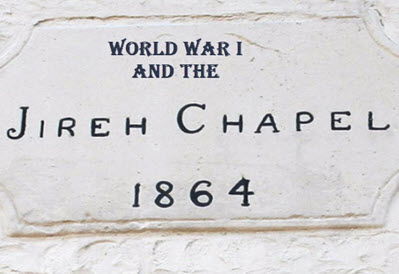 WORLD WAR I
AND THE
JIREH CHAPEL
1864